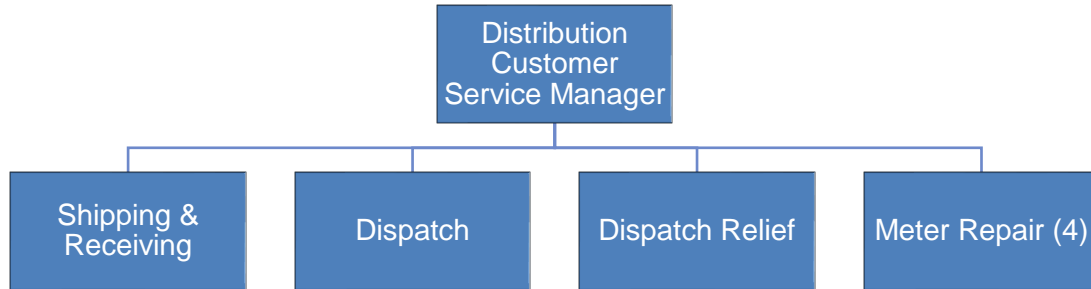 Distribution
Customer
Service Manager
Shipping &
Receiving
Dispatch
Dispatch Relief
Meter Repair (4)